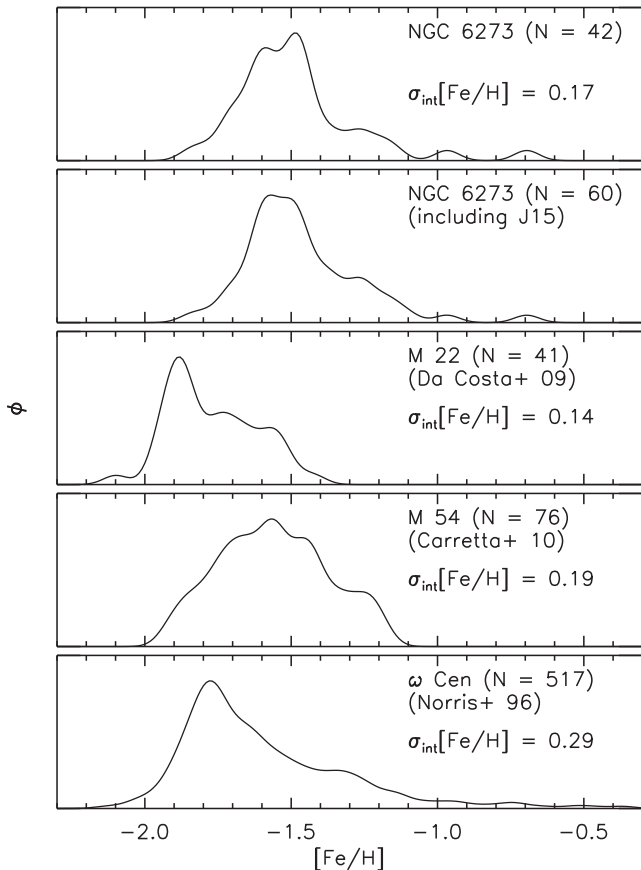 NGC 6273 (N = 42)
σint[Fe/H] = 0.17
NGC 6273 (N = 60)
(including J15)
M 22 (N = 41)
(Da Costa+ 09)
σint[Fe/H] = 0.14
ϕ
M 54 (N = 76)
(Carretta+ 10)
σint[Fe/H] = 0.19
ω Cen (N = 517)
(Norris+ 96)
σint[Fe/H] = 0.29
−2.0 −1.5 −1.0 −0.5
[Fe/H]